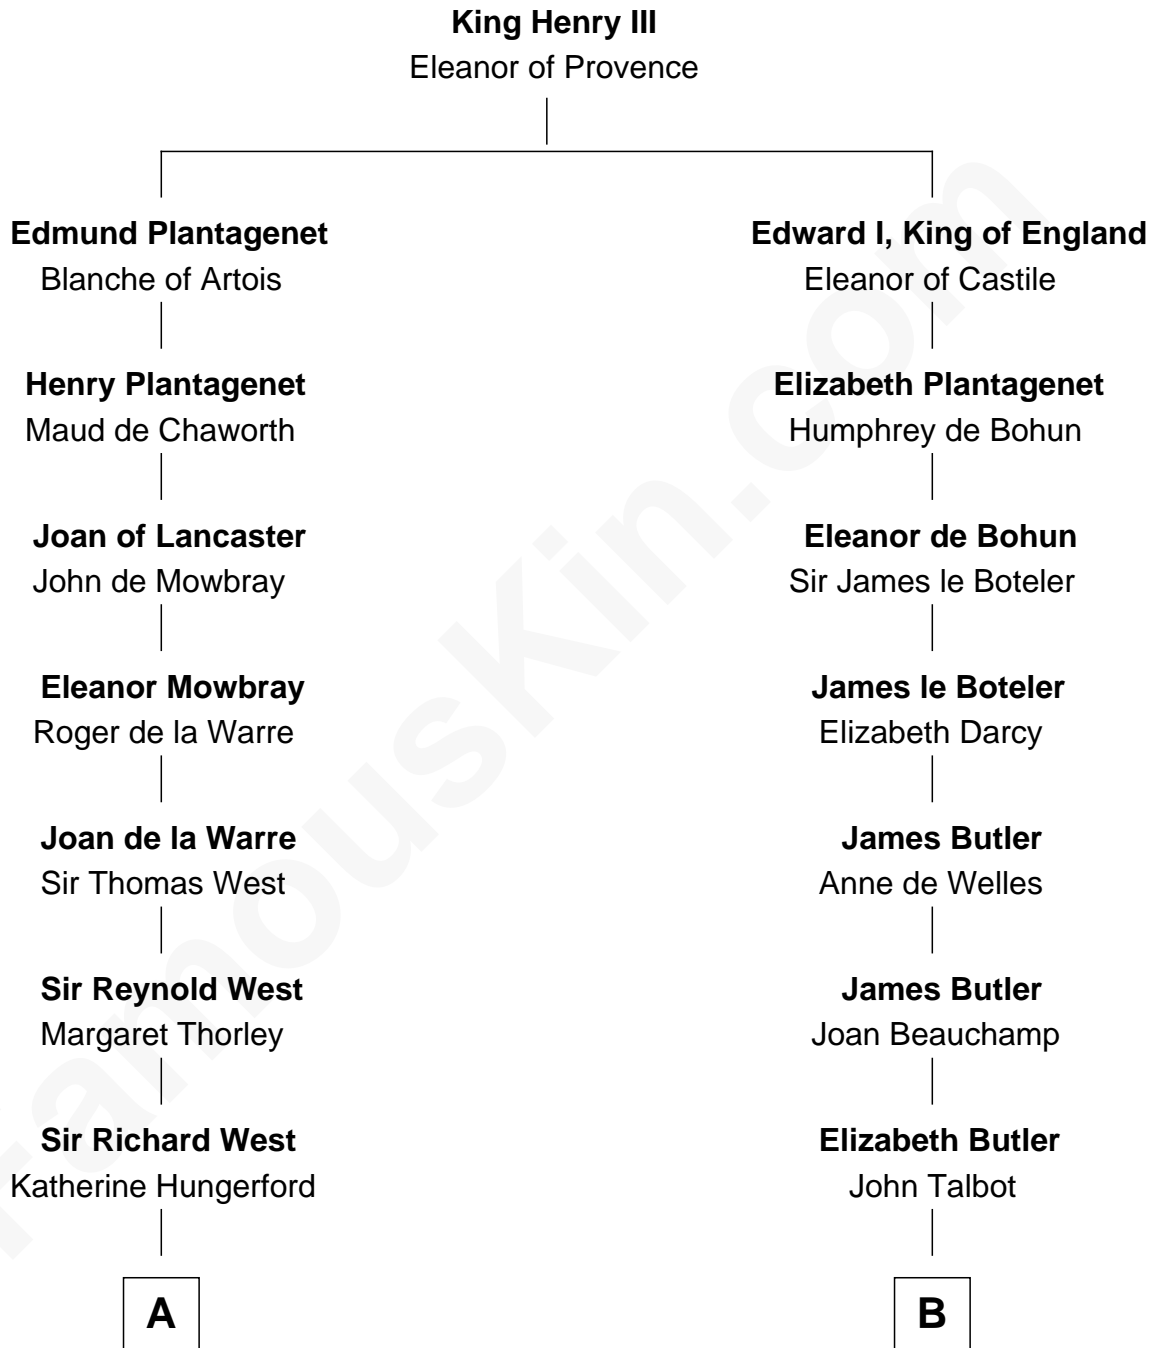 King Henry III
Eleanor of Provence
Edmund Plantagenet
Blanche of Artois
Henry Plantagenet
Maud de Chaworth
Joan of Lancaster
John de Mowbray
Eleanor Mowbray
Roger de la Warre
Joan de la Warre
Sir Thomas West
Sir Reynold West
Margaret Thorley
Sir Richard West
Katherine Hungerford
A
Edward I, King of England
Eleanor of Castile
Elizabeth Plantagenet
Humphrey de Bohun
Eleanor de Bohun
Sir James le Boteler
James le Boteler
Elizabeth Darcy
James Butler
Anne de Welles
James Butler
Joan Beauchamp
Elizabeth Butler
John Talbot
B
FamousKin.com